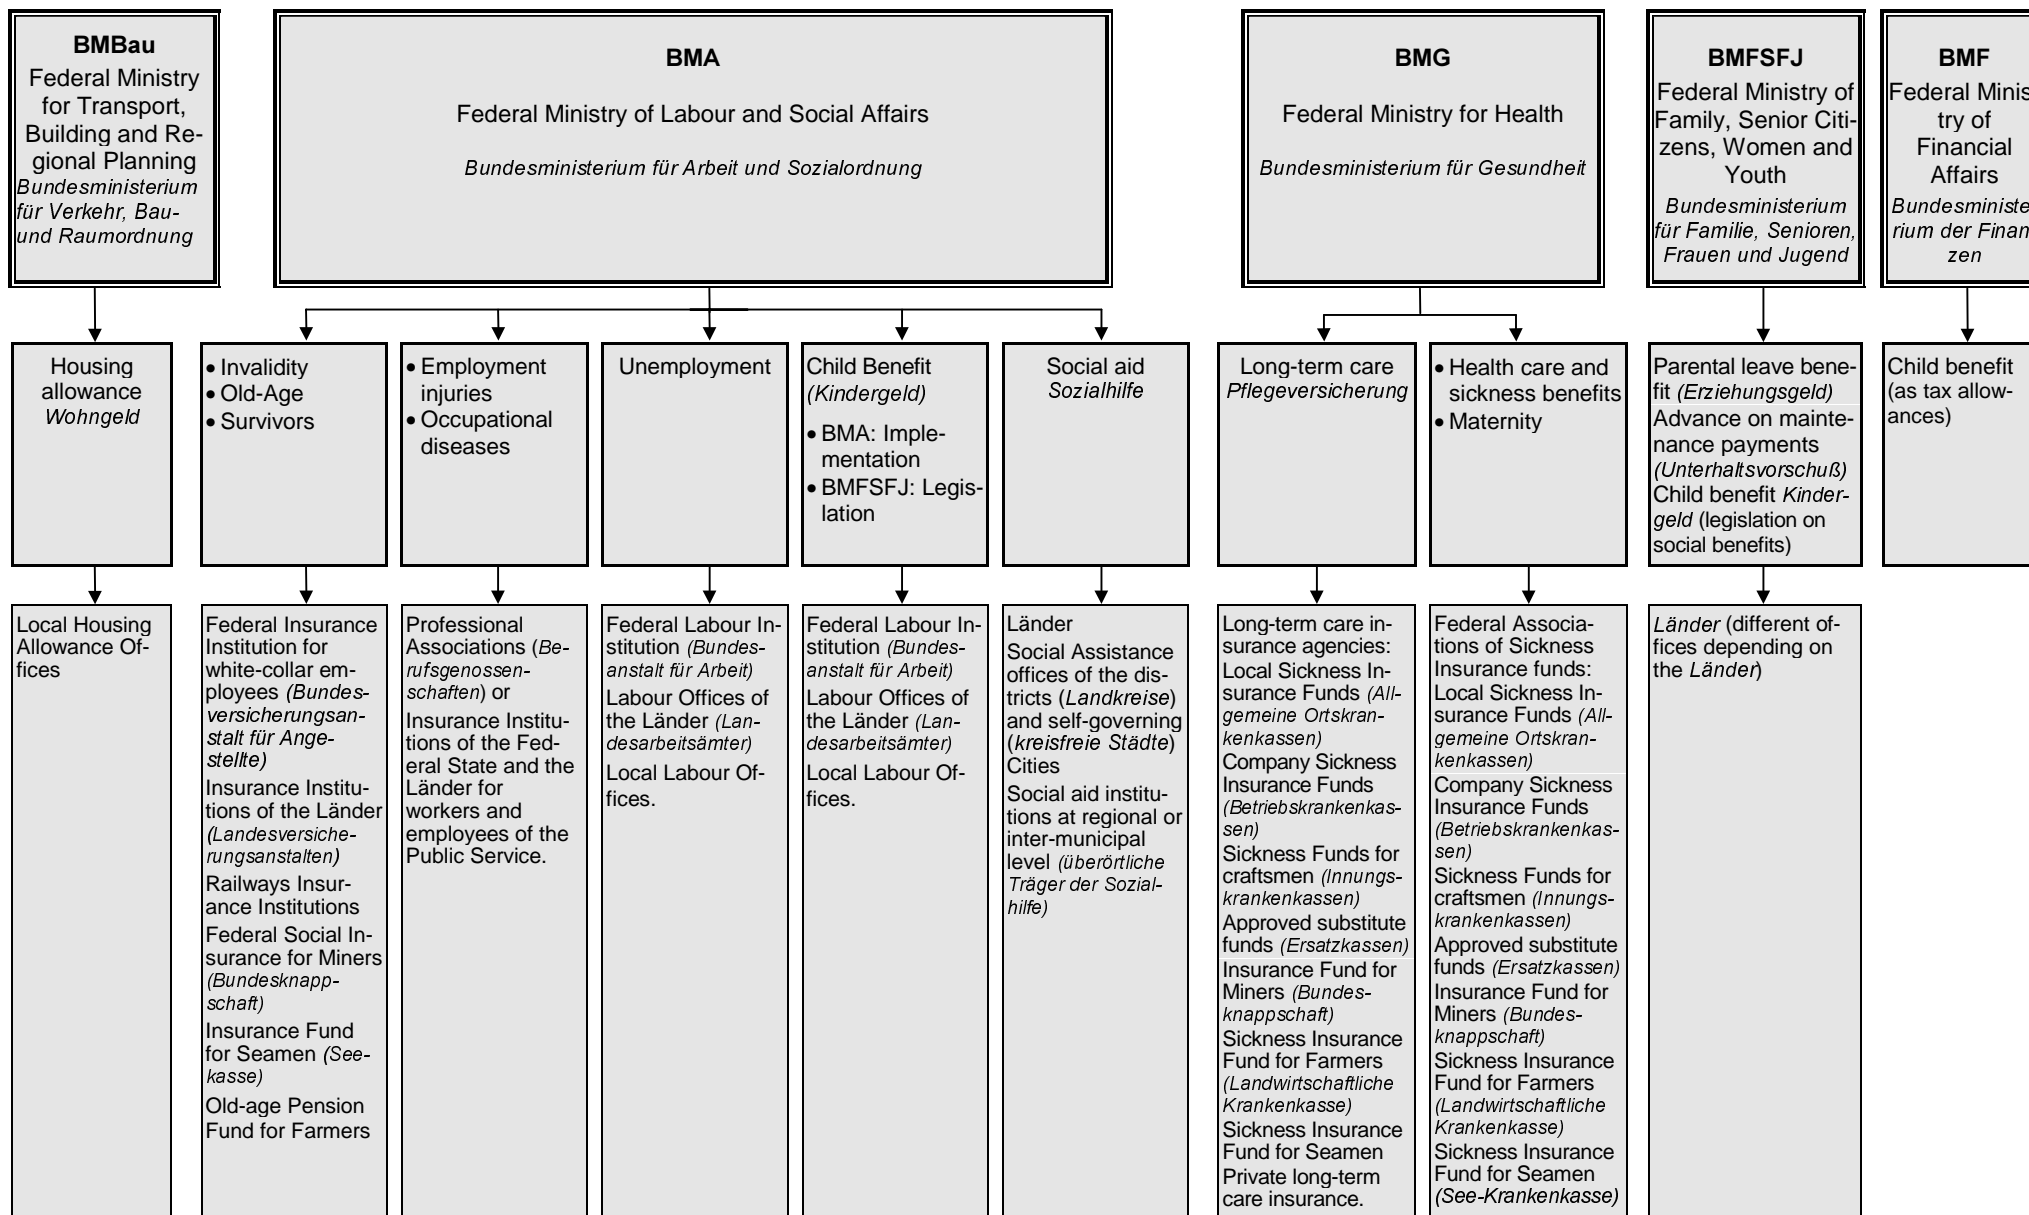 BMBau
Federal Ministry
for Transport,
Building and Re-
gional Planning
Bundesministerium
für Verkehr, Bau-
und Raumordnung
BMA
Federal Ministry of Labour and Social Affairs
Bundesministerium für Arbeit und Sozialordnung
BMG
Federal Ministry for Health
Bundesministerium für Gesundheit
BMFSFJ
Federal Ministry of
Family, Senior Citi-
zens, Women and
Youth
Bundesministerium
für Familie, Senioren,
Frauen und Jugend
BMF
Federal Minis
try of
Financial
Affairs
Bundesministe
rium der Finan
zen
Housing
allowance
Wohngeld
• Invalidity
• Old-Age
• Survivors
• Employment
injuries
• Occupational
diseases
Unemployment
Child Benefit
(Kindergeld)
• BMA: Imple-
mentation
• BMFSFJ: Legis-
lation
Social aid
Sozialhilfe
Long-term care
Pflegeversicherung
• Health care and
sickness benefits
• Maternity
Parental leave bene-
fit (Erziehungsgeld)
Advance on mainte-
nance payments
(Unterhaltsvorschuß)
Child benefit Kinder-
geld (legislation on
social benefits)
Child benefit
(as tax allow-
ances)
Local Housing
Allowance Of-
fices
Federal Insurance
Institution for
white-collar em-
ployees (Bundes-
versicherungsan-
stalt für Ange-
stellte)
Insurance Institu-
tions of the Länder
(Landesversiche-
rungsanstalten)
Railways Insur-
ance Institutions
Federal Social In-
surance for Miners
(Bundesknapp-
schaft)
Insurance Fund
for Seamen (See-
kasse)
Old-age Pension
Fund for Farmers
Professional
Associations (Be-
rufsgenossen-
schaften) or
Insurance Institu-
tions of the Fed-
eral State and the
Länder for
workers and
employees of the
Public Service.
Federal Labour In-
stitution (Bundes-
anstalt für Arbeit)
Labour Offices of
the Länder (Lan-
desarbeitsämter)
Local Labour Of-
fices.
Federal Labour In-
stitution (Bundes-
anstalt für Arbeit)
Labour Offices of
the Länder (Lan-
desarbeitsämter)
Local Labour Of-
fices.
Länder
Social Assistance
offices of the dis-
tricts (Landkreise)
and self-governing
(kreisfreie Städte)
Cities
Social aid institu-
tions at regional or
inter-municipal
level (überörtliche
Träger der Sozial-
hilfe)
Long-term care in-
surance agencies:
Local Sickness In-
surance Funds (All-
gemeine Ortskran-
kenkassen)
Company Sickness
Insurance Funds
(Betriebskrankenkas-
sen)
Sickness Funds for
craftsmen (Innungs-
krankenkassen)
Approved substitute
funds (Ersatzkassen)
Insurance Fund for
Miners (Bundes-
knappschaft)
Sickness Insurance
Fund for Farmers
(Landwirtschaftliche
Krankenkasse)
Sickness Insurance
Fund for Seamen
Private long-term
care insurance.
Federal Associa-
tions of Sickness
Insurance funds:
Local Sickness In-
surance Funds (All-
gemeine Ortskran-
kenkassen)
Company Sickness
Insurance Funds
(Betriebskrankenkas-
sen)
Sickness Funds for
craftsmen (Innungs-
krankenkassen)
Approved substitute
funds (Ersatzkassen)
Insurance Fund for
Miners (Bundes-
knappschaft)
Sickness Insurance
Fund for Farmers
(Landwirtschaftliche
Krankenkasse)
Sickness Insurance
Fund for Seamen
(See-Krankenkasse)
Länder (different of-
fices depending on
the Länder)